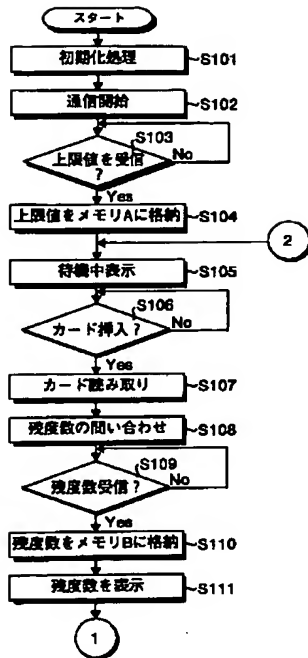 スタート
初期化処理 S101
通信開始 S102
S103
上限値を受信
?
No
Yes
上限値をメモリAに格納 S104
2
待機中表示 S105
S106
カード挿入?
No
Yes
カード読み取り S107
残度数の問い合わせ S108
S109
残度数受信?
No
Yes
残度数をメモリBに格納 S110
残度数を表示 S111
1